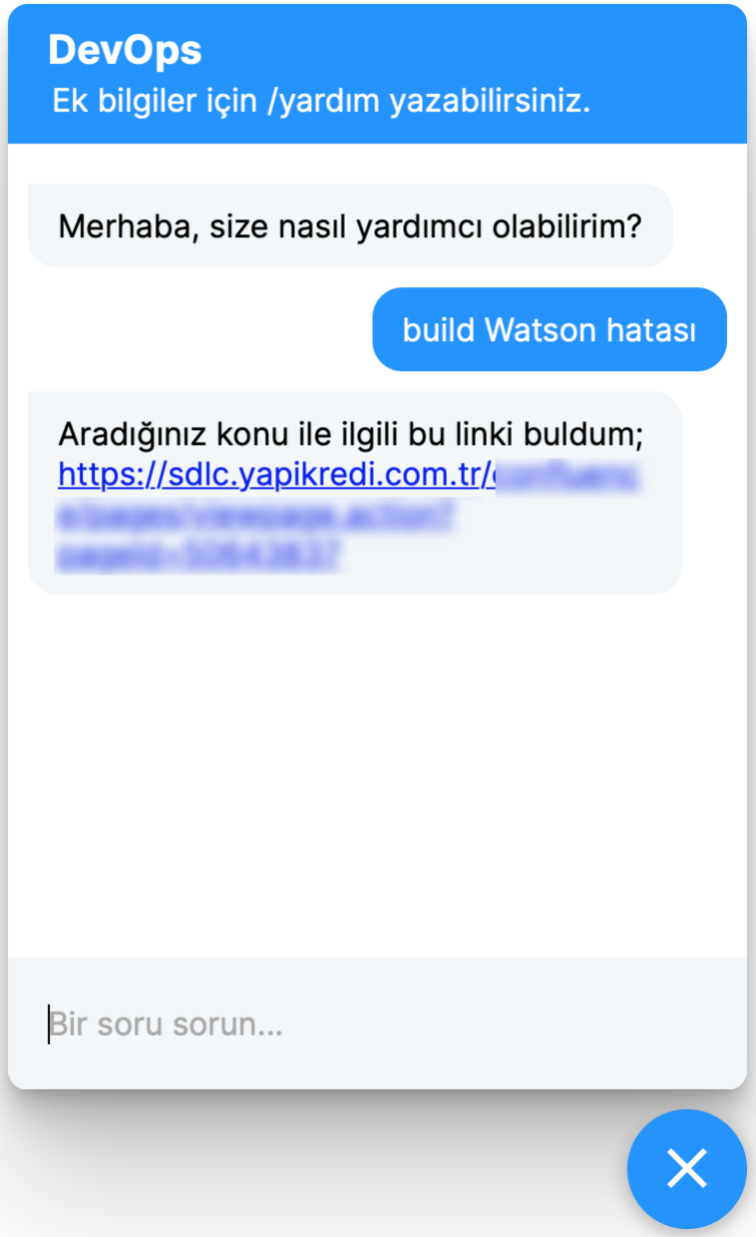 DevOps
Ek bilgiler için /yardım yazabilirsiniz.
Merhaba, size nasıl yardımcı olabilirim?
build Watson hatası
Aradığınız konu ile ilgili bu linki buldum;
https://sdlc.yapikredi.com.tr/
Bir soru sorun...